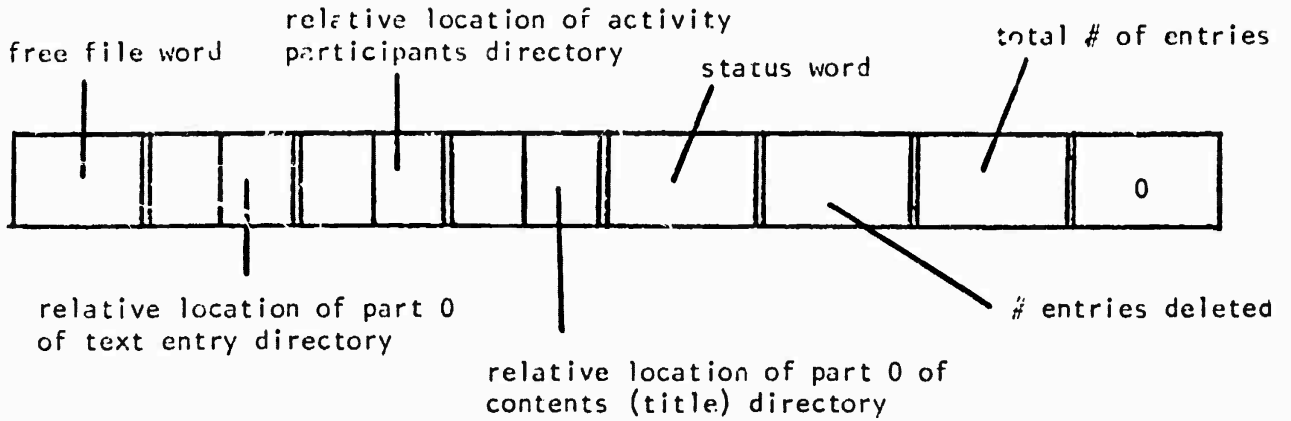 relative location of activity
participants directory
free file word
status word
total # of entries
0
relative location of part 0
of text entry directory
# entries deleted
relative location of part 0 of
contents (title) directory